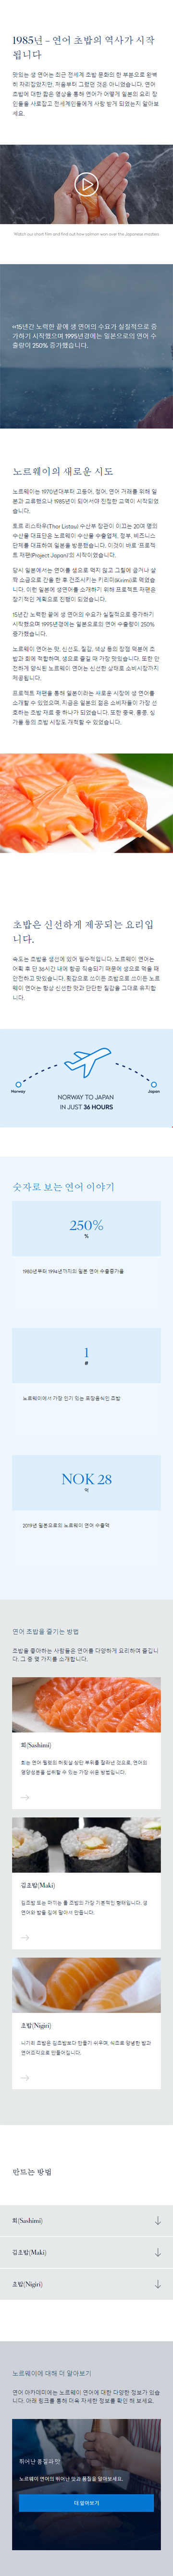 1985년 – 연어 초밥의 역사가 시작
됩니다
맛있는 생 연어는 최근 전세계 초밥 문화의 한 부분으로 완벽
히 자리잡았지만, 처음부터 그랬던 것은 아니었습니다. 연어
초밥에 대한 짧은 영상을 통해 연어가 어떻게 일본의 요리 장
인들을 사로잡고 전세계인들에게 사랑 받게 되었는지 알아보
세요.
Watch our short film and find out how salmon won over the Japanese masters
«15년간 노력한 끝에 생 연어의 수요가 실질적으로 증
가하기 시작했으며 1995년경에는 일본으로의 연어 수
출량이 250% 증가했습니다.
노르웨이의 새로운 시도
노르웨이는 1970년대부터 고등어, 청어, 연어 거래를 위해 일
본과 교류했으나 1985년이 되어서야 진정한 교역이 시작되었
습니다.
토르 리스타우(Thor Listau) 수산부 장관이 이끄는 20여 명의
수산물 대표단은 노르웨이 수산물 수출업체, 정부, 비즈니스
단체를 대표하여 일본을 방문했습니다. 이것이 바로 '프로젝
트 재팬(Project Japan)'의 시작이었습니다.
당시 일본에서는 연어를 생으로 먹지 않고 그릴에 굽거나 살
짝 소금으로 간을 한 후 건조시키는 키리미(Kirimi)로 먹었습
니다. 이런 일본에 생연어를 소개하기 위해 프로젝트 재팬은
장기적인 계획으로 진행이 되었습니다.
15년간 노력한 끝에 생 연어의 수요가 실질적으로 증가하기
시작했으며 1995년경에는 일본으로의 연어 수출량이 250%
증가했습니다.
노르웨이 연어는 맛, 신선도, 질감, 색상 등의 장점 덕분에 초
밥과 회에 적합하며, 생으로 즐길 때 가장 맛있습니다. 또한 안
전하게 양식된 노르웨이 연어는 신선한 상태로 소비시장까지
제공됩니다.
프로젝트 재팬을 통해 일본이라는 새로운 시장에 생 연어를
소개할 수 있었으며, 지금은 일본의 젊은 소비자들이 가장 선
호하는 초밥 재료 중 하나가 되었습니다. 또한 중국, 홍콩, 싱
가폴 등의 초밥 시장도 개척할 수 있었습니다.
초밥은 신선하게 제공되는 요리입
니다.
속도는 초밥용 생선에 있어 필수적입니다. 노르웨이 연어는
어획 후 단 36시간 내에 항공 직송되기 때문에 생으로 먹을 때
안전하고 맛있습니다. 횟감으로 쓰이든 초밥으로 쓰이든 노르
웨이 연어는 항상 신선한 맛과 단단한 질감을 그대로 유지합
니다.
Norway
Japan
NORWAY TO JAPAN
IN JUST 36 HOURS
숫자로 보는 연어 이야기
250%
%
1980년부터 1994년까지의 일본 연어 수출증가율
1
#
노르웨이에서 가장 인기 있는 포장음식인 초밥
NOK 28
억
2019년 일본으로의 노르웨이 연어 수출액
연어 초밥을 즐기는 방법
초밥을 좋아하는 사람들은 연어를 다양하게 요리하여 즐깁니
다. 그 중 몇 가지를 소개합니다.
회(Sashimi)
회는 연어 필렛의 허릿살 상단 부위를 잘라낸 것으로, 연어의
영양성분을 섭취할 수 있는 가장 쉬운 방법입니다.
김초밥(Maki)
김초밥 또는 마끼는 롤 초밥의 가장 기본적인 형태입니다. 생
연어와 밥을 김에 말아서 만듭니다.
초밥(Nigiri)
니기리 초밥은 김초밥보다 만들기 쉬우며, 식초로 양념한 밥과
연어조각으로 만들어집니다.
만드는 방법
회(Sashimi)
김초밥(Maki)
초밥(Nigiri)
노르웨이에 대해 더 알아보기
연어 아카데미에는 노르웨이 연어에 대한 다양한 정보가 있습
니다. 아래 링크를 통해 더욱 자세한 정보를 확인 해 보세요.
뛰어난 품질과 맛
노르웨이 연어의 뛰어난 맛과 품질을 알아보세요.
더 알아보기